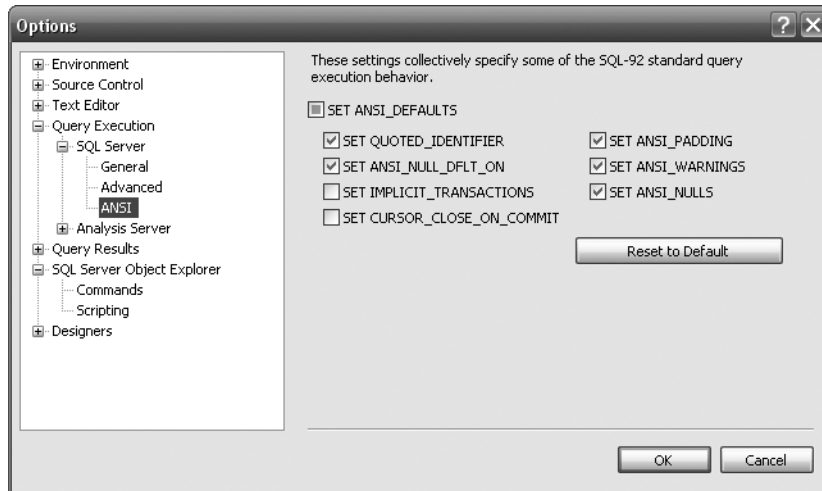 Options
Environment
Source Control
Text Editor
Query Execution
SQL Server
General
Advanced
ANSI
Analysis Server
Query Results
SQL Server Object Explorer
Commands
Scripting
Designers
These settings collectively specify some of the SQL-92 standard query
execution behavior.
SET ANSI_DEFAULTS
SET QUOTED_IDENTIFIER
SET ANSI_NULL_DFLT_ON
SET IMPLICIT_TRANSACTIONS
SET CURSOR_CLOSE_ON_COMMIT
SET ANSI_PADDING
SET ANSI_WARNINGS
SET ANSI_NULLS
Reset to Default
OK
Cancel